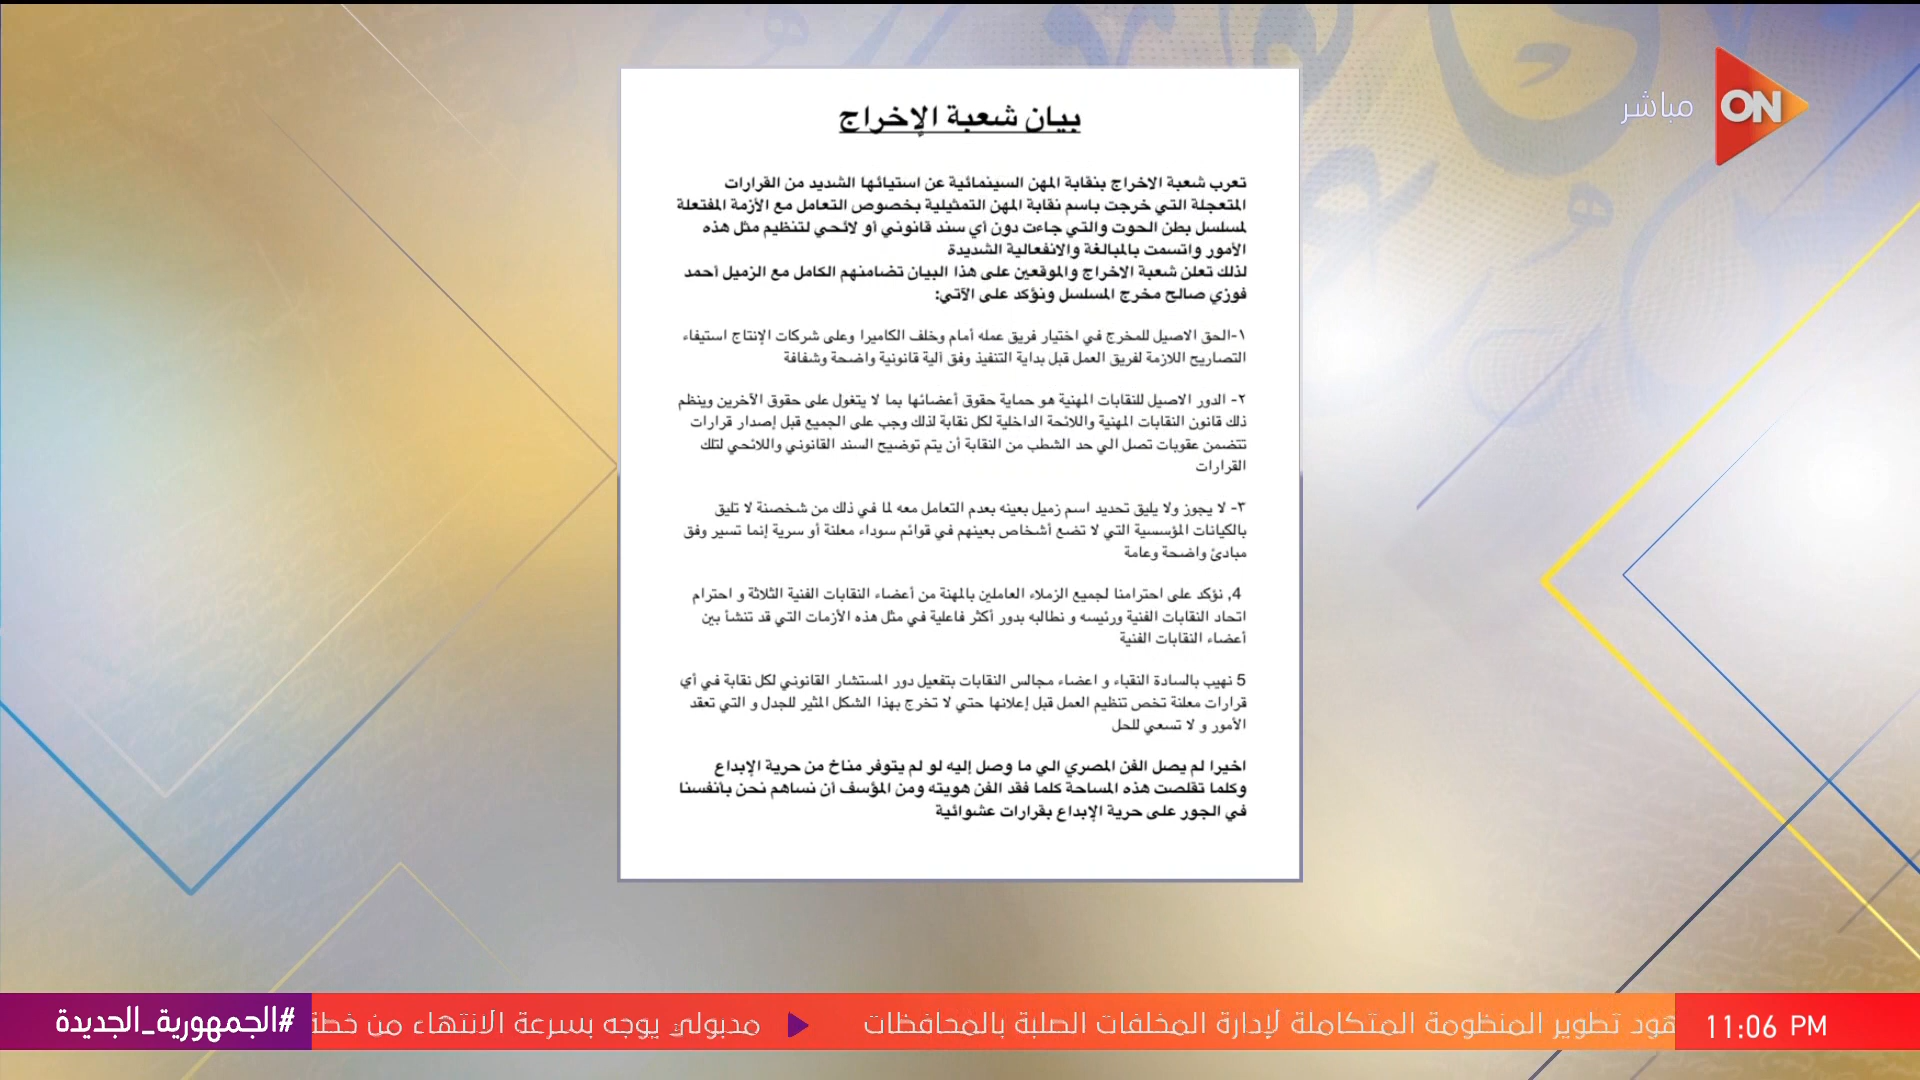 مباشر
ON
بيان شعبة الإخراج
تعرب شعبة الاخراج بنقابة المهن السينمائية عن استيائها الشديد من القرارات
المتعجلة التي خرجت باسم نقابة المهن التمثيلية بخصوص التعامل مع الأزمة المفتعلة
لمسلسل بطن الحوت والتي جاءت دون أي سند قانوني أو لائحي لتنظيم مثل هذه
الأمور واتسمت بالمبالغة والانفعالية الشديدة
لذلك تعلن شعبة الاخراج والموقعين على هذا البيان تضامنهم الكامل مع الزميل أحمد
فوزي صالح مخرج المسلسل ونؤكد على الآتي:
١-الحق الاصيل للمخرج في اختيار فريق عمله أمام وخلف الكاميرا وعلى شركات الإنتاج استيفاء
التصاريح اللازمة لفريق العمل قبل بداية التنفيذ وفق آلية قانونية واضحة وشفافة
٢- الدور الاصيل للنقابات المهنية هو حماية حقوق أعضائها بما لا يتغول على حقوق الآخرين وينظم
ذلك قانون النقابات المهنية واللائحة الداخلية لكل نقابة لذلك وجب على الجميع قبل إصدار قرارات
تتضمن عقوبات تصل الي حد الشطب من النقابة أن يتم توضيح السند القانوني واللائحي لتلك
القرارات
٣- لا يجوز ولا يليق تحديد اسم زميل بعينه بعدم التعامل معه لما في ذلك من شخصنة لا تليق
بالكيانات المؤسسية التي لا تضع أشخاص بعينهم في قوائم سوداء معلنة أو سرية إنما تسير وفق
مبادئ واضحة وعامة
4, نؤكد على احترامنا لجميع الزملاء العاملين بالمهنة من أعضاء النقابات الفنية الثلاثة و احترام
اتحاد النقابات الفنية ورئيسه و نطالبه بدور أكثر فاعلية في مثل هذه الأزمات التي قد تنشأ بين
أعضاء النقابات الفنية
5 نهيب بالسادة النقباء و اعضاء مجالس النقابات بتفعيل دور المستشار القانوني لكل نقابة في أي
قرارات معلنة تخص تنظيم العمل قبل إعلانها حتي لا تخرج بهذا الشكل المثير للجدل و التي تعقد
الأمور و لا تسعي للحل
اخيرا لم يصل الفن المصري الي ما وصل إليه لو لم يتوفر مناخ من حرية الإبداع
وكلما تقلصت هذه المساحة كلما فقد الفن هويته ومن المؤسف أن نساهم نحن بأنفسنا
في الجور على حرية الإبداع بقرارات عشوائية
11:06 PM
هود تطوير المنظومة المتكاملة لإدارة المخلفات الصلبة بالمحافظات
مدبولي يوجه بسرعة الانتهاء من خطة
#الجمهورية_الجديدة